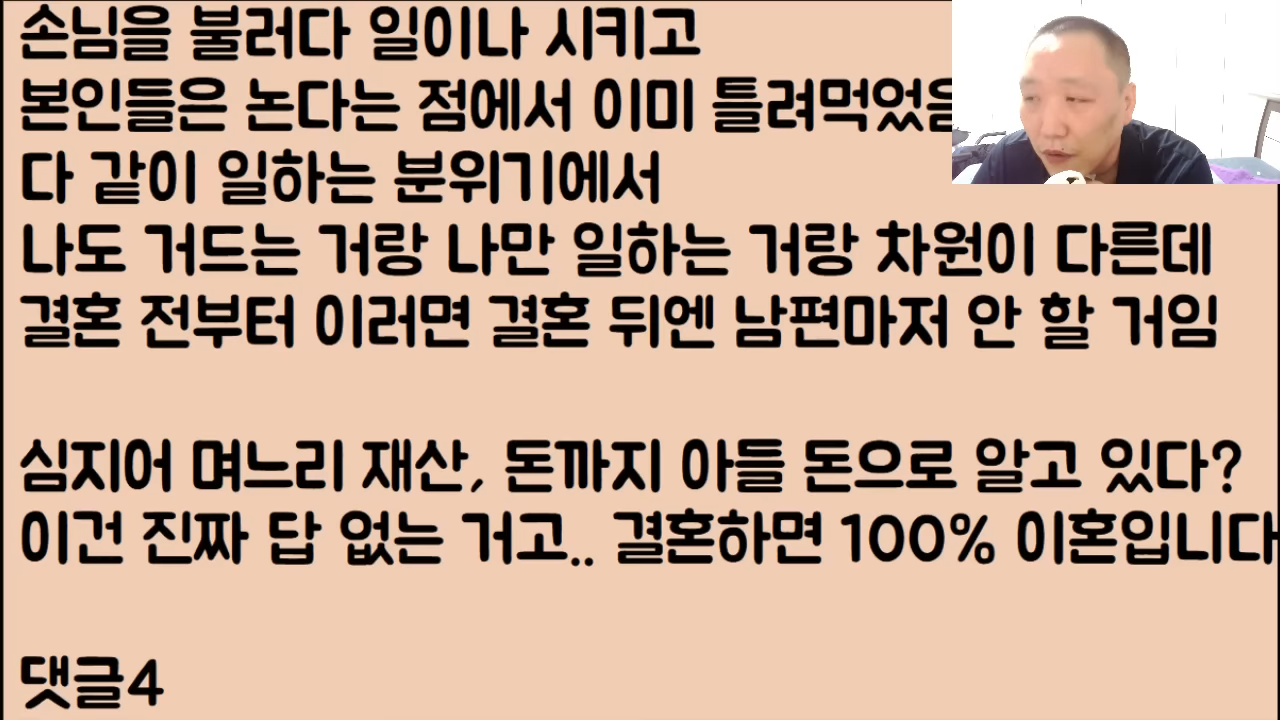 손님을 불러다 일이나 시키고
본인들은 논다는 점에서 이미 틀려먹었음
다 같이 일하는 분위기에서
나도 거드는 거랑 나만 일하는 거랑 차원이 다른데
결혼 전부터 이러면 결혼 뒤엔 남편마저 안 할 거임
심지어 며느리 재산, 돈까지 아들 돈으로 알고 있다?
이건 진짜 답 없는 거고.. 결혼하면 100% 이혼입니다
댓글4